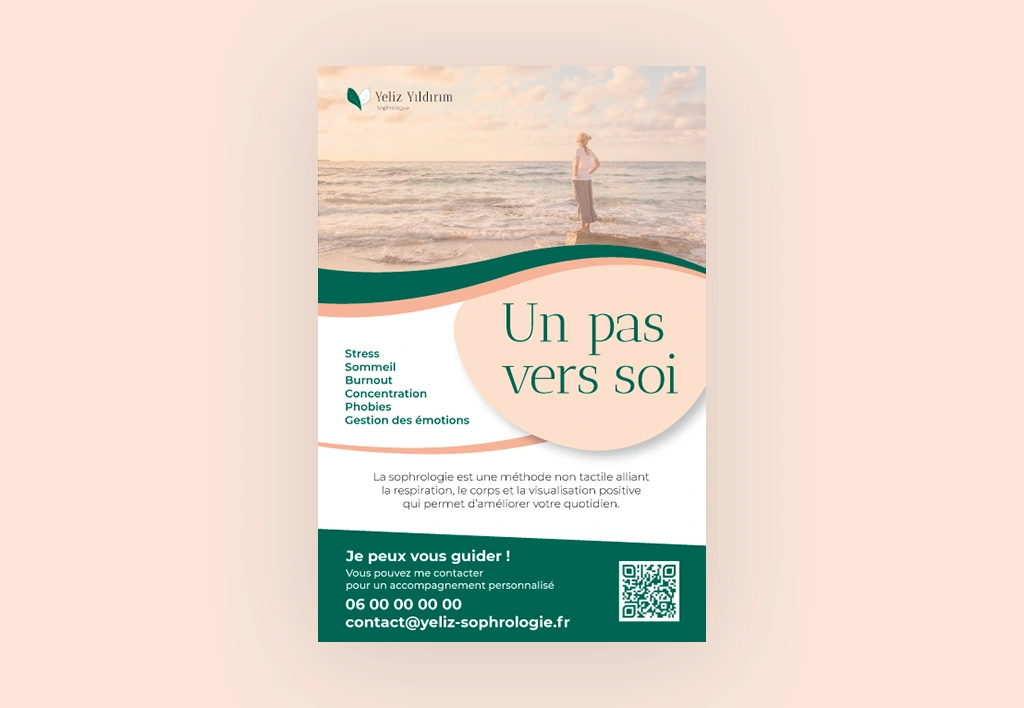 Yeliz Yıldırım
Sophrologue
Un pas
vers soi
Stress
Sommeil
Burnout
Concentration
Phobies
Gestion des émotions
La sophrologie est une méthode non tactile alliant
la respiration, le corps et la visualisation positive
qui permet d'améliorer votre quotidien.
Je peux vous guider !
Vous pouvez me contacter
pour un accompagnement personnalisé
06 00 00 00 00
contact@yeliz-sophrologie.fr